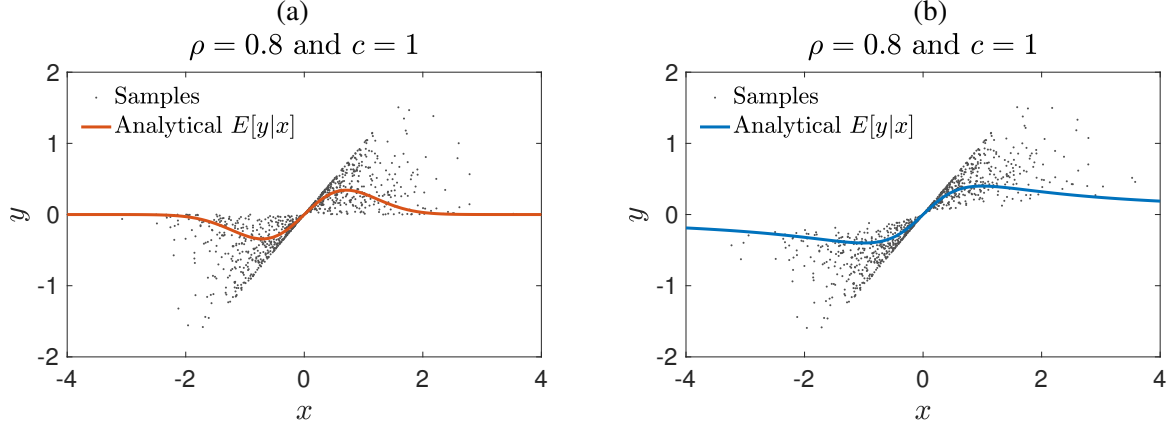 (a)
ρ = 0.8 and c = 1
2
Samples
Analytical E[y|x]
1
y
0
-1
-2
-4
-2
0
2
4
x
(b)
ρ = 0.8 and c = 1
2
Samples
Analytical E[y|x]
1
y
0
-1
-2
-4
-2
0
2
4
x